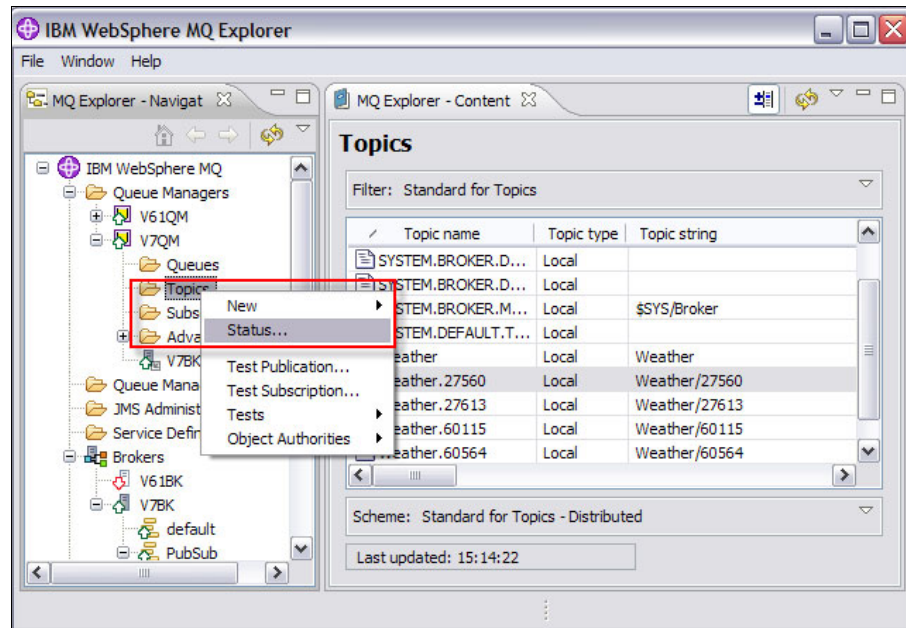 IBM WebSphere MQ Explorer
File Window Help
MQ Explorer - Navigat
IBM WebSphere MQ
Queue Managers
V61QM
V7QM
Queues
Topics
Subs
Adva
V7BK
Queue Mana
JMS Administ
Service Defin
Brokers
V61BK
V7BK
default
PubSub
New
Status...
Test Publication...
Test Subscription...
Tests
Object Authorities
MQ Explorer - Content
Topics
Filter: Standard for Topics
Topic name Topic type Topic string
SYSTEM.BROKER.D... Local
SYSTEM.BROKER.D... Local
SYSTEM.BROKER.M... Local $SYS/Broker
STEM.DEFAULT.T... Local
eather Local Weather
eather.27560 Local Weather/27560
eather.27613 Local Weather/27613
eather.60115 Local Weather/60115
Weather.60564 Local Weather/60564
Scheme: Standard for Topics - Distributed
Last updated: 15:14:22